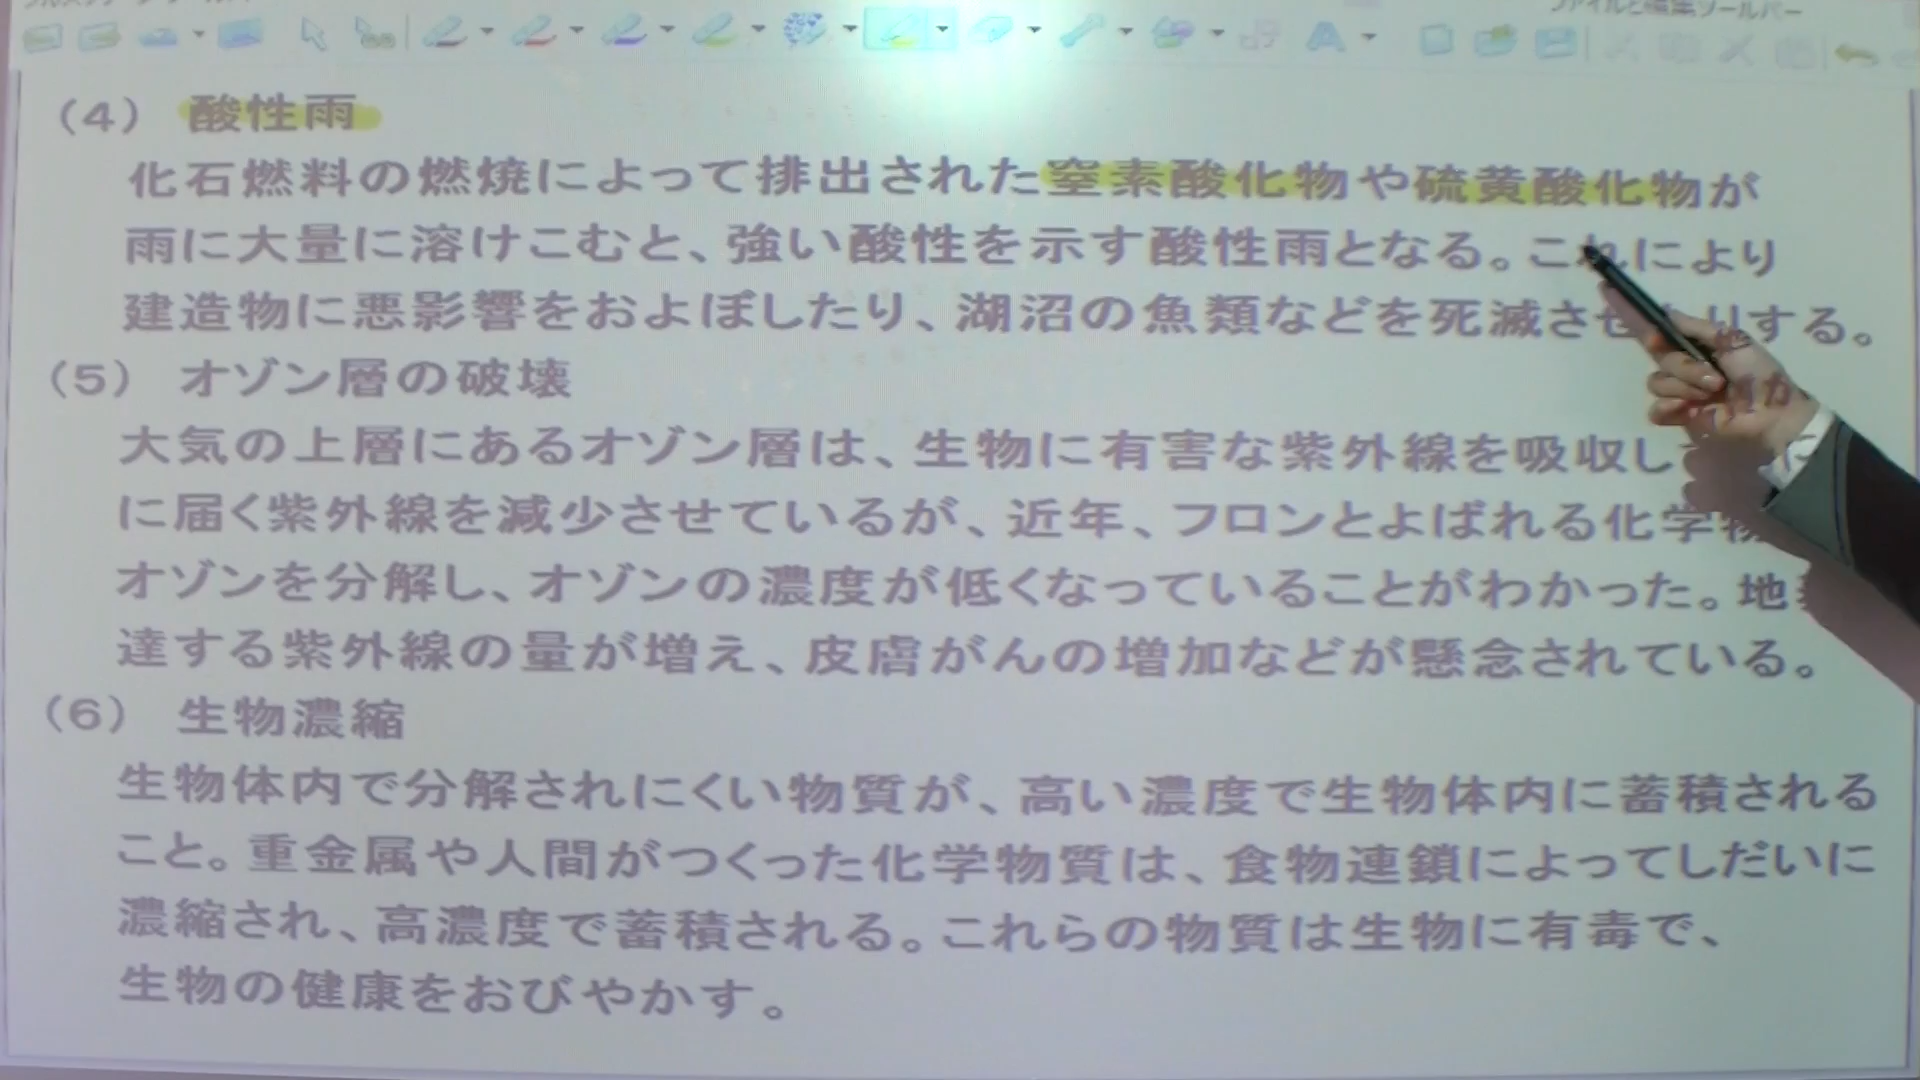 ファイルと編集ツールバー
(4) 酸性雨
化石燃料の燃焼によって排出された窒素酸化物や硫黄酸化物が
雨に大量に溶けこむと、強い酸性を示す酸性雨となる。これにより
建造物に悪影響をおよぼしたり、湖沼の魚類などを死滅させ りする。
(5) オゾン層の破壊
大気の上層にあるオゾン層は、生物に有害な紫外線を吸収し
に届く紫外線を減少させているが、近年、フロンとよばれる化学物
オゾンを分解し、オゾンの濃度が低くなっていることがわかった。地
達する紫外線の量が増え、皮膚がんの増加などが懸念されている。
(6) 生物濃縮
生物体内で分解されにくい物質が、高い濃度で生物体内に蓄積される
こと。重金属や人間がつくった化学物質は、食物連鎖によってしだいに
濃縮され、高濃度で蓄積される。これらの物質は生物に有毒で、
生物の健康をおびやかす。